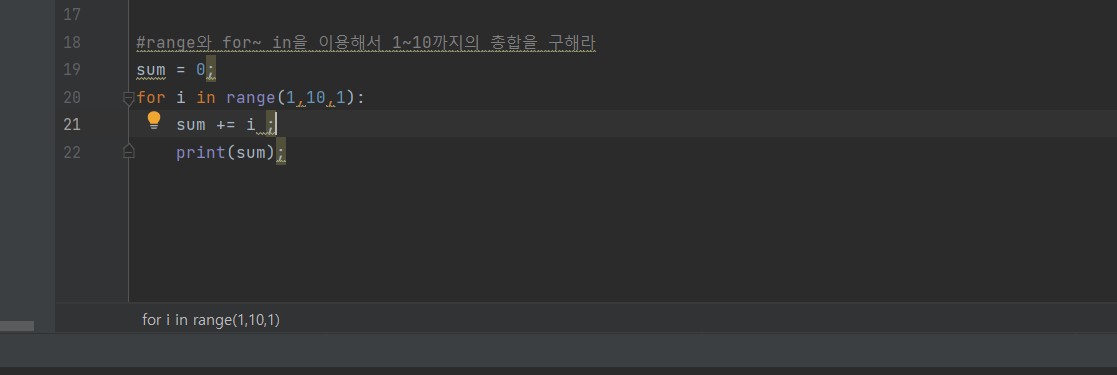 17
18 #range와 for~ in을 이용해서 1~10까지의 총합을 구해라
19 sum = 0;
20 for i in range(1,10,1):
21 sum += i ;
22 print(sum);
for i in range(1,10,1)